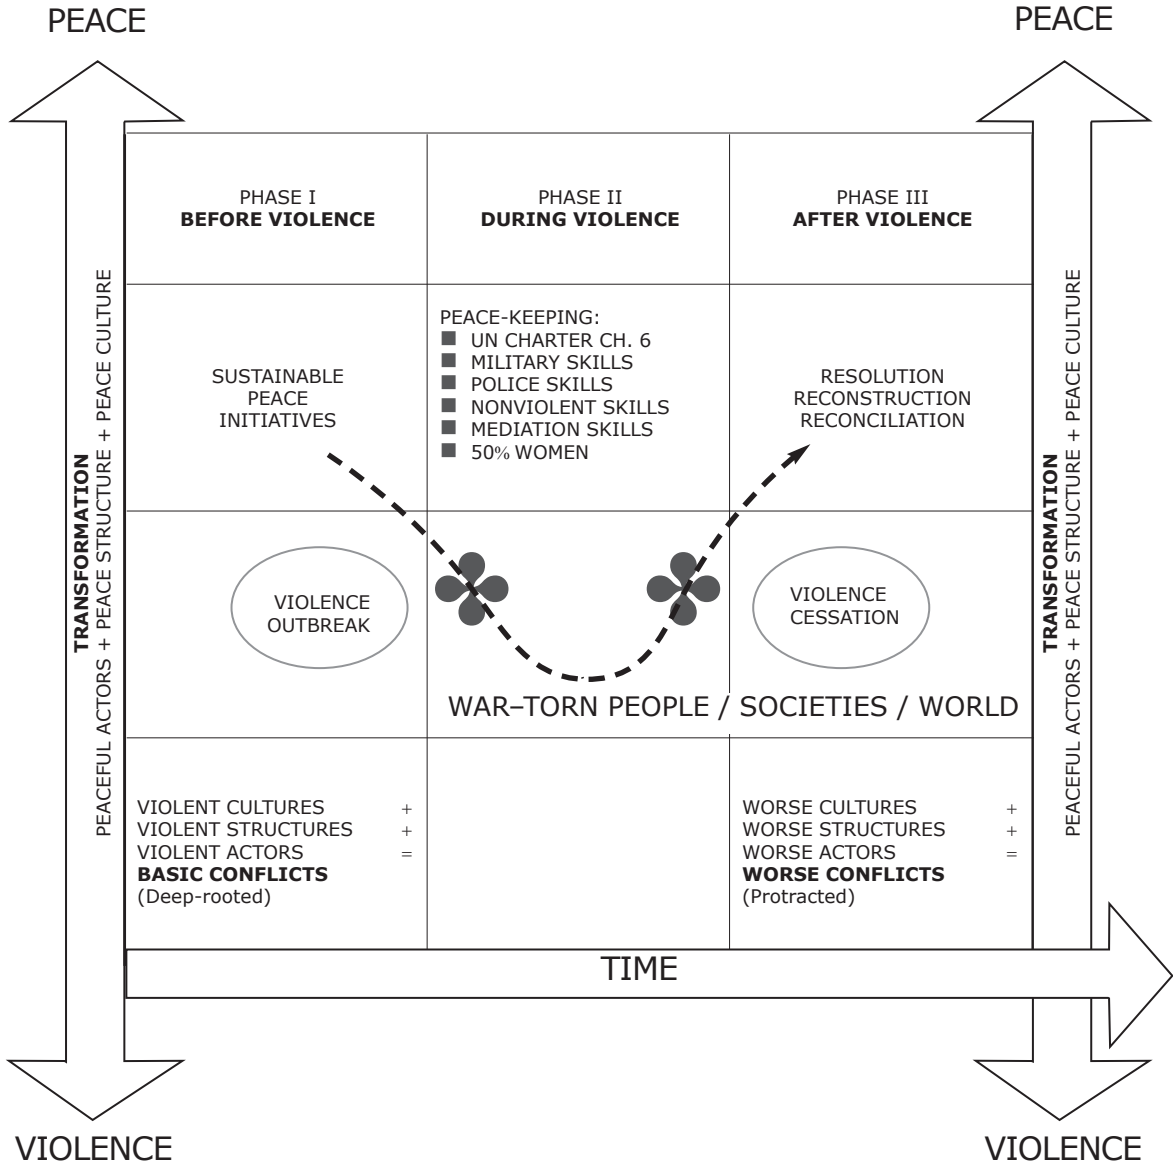 PEACE
PEACE
PHASE I
BEFORE VIOLENCE
PHASE II
DURING VIOLENCE
PHASE III
AFTER VIOLENCE
TRANSFORMATION
PEACEFUL ACTORS + PEACE STRUCTURE + PEACE CULTURE
SUSTAINABLE
PEACE
INITIATIVES
PEACE-KEEPING:
UN CHARTER CH. 6
MILITARY SKILLS
POLICE SKILLS
NONVIOLENT SKILLS
MEDIATION SKILLS
50% WOMEN
RESOLUTION
RECONSTRUCTION
RECONCILIATION
TRANSFORMATION
PEACEFUL ACTORS + PEACE STRUCTURE + PEACE CULTURE
VIOLENCE
OUTBREAK
VIOLENCE
CESSATION
WAR–TORN PEOPLE / SOCIETIES / WORLD
VIOLENT CULTURES +
VIOLENT STRUCTURES +
VIOLENT ACTORS =
BASIC CONFLICTS
(Deep-rooted)
WORSE CULTURES +
WORSE STRUCTURES +
WORSE ACTORS =
WORSE CONFLICTS
(Protracted)
TIME
VIOLENCE
VIOLENCE